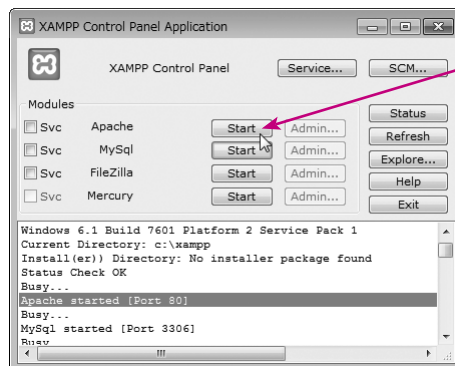 XAMPP Control Panel Application
XAMPP Control Panel
Service...
SCM...
Modules
Svc Apache Start Admin...
Svc MySql Start Admin...
Svc FileZilla Start Admin...
Svc Mercury Start Admin...
Status
Refresh
Explore...
Help
Exit
Windows 6.1 Build 7601 Platform 2 Service Pack 1
Current Directory: c:\xampp
Install(er) Directory: No installer package found
Status Check OK
Busy...
Apache started [Port 80]
Busy...
MySql started [Port 3306]
Busy